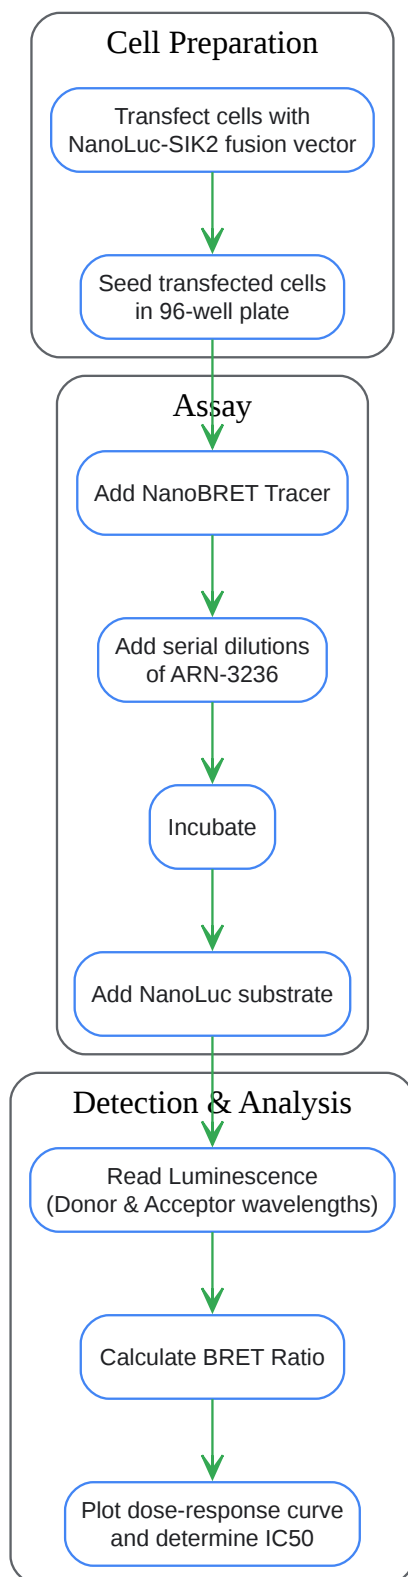 Cell Preparation
Transfect cells with
NanoLuc-SIK2 fusion vector
Seed transfected cells
in 96-well plate
Assay
Add NanoBRET Tracer
Add serial dilutions
of ARN-3236
Incubate
Add NanoLuc substrate
Detection & Analysis
Read Luminescence
(Donor & Acceptor wavelengths)
Calculate BRET Ratio
Plot dose-response curve
and determine IC50